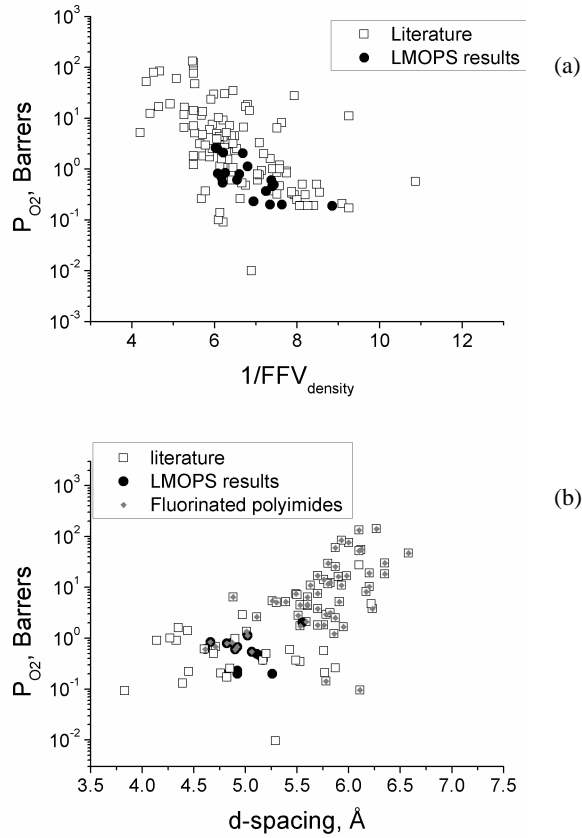 Literature
LMOPS results
(a)
10³
10²
10¹
10⁰
10⁻¹
10⁻²
10⁻³
P_O2, Barrers
4 6 8 10 12
1/FFV_density
literature
LMOPS results
Fluorinated polyimides
(b)
10³
10²
10¹
10⁰
10⁻¹
10⁻²
P_O2, Barrers
3.5 4.0 4.5 5.0 5.5 6.0 6.5 7.0 7.5
d-spacing, Å